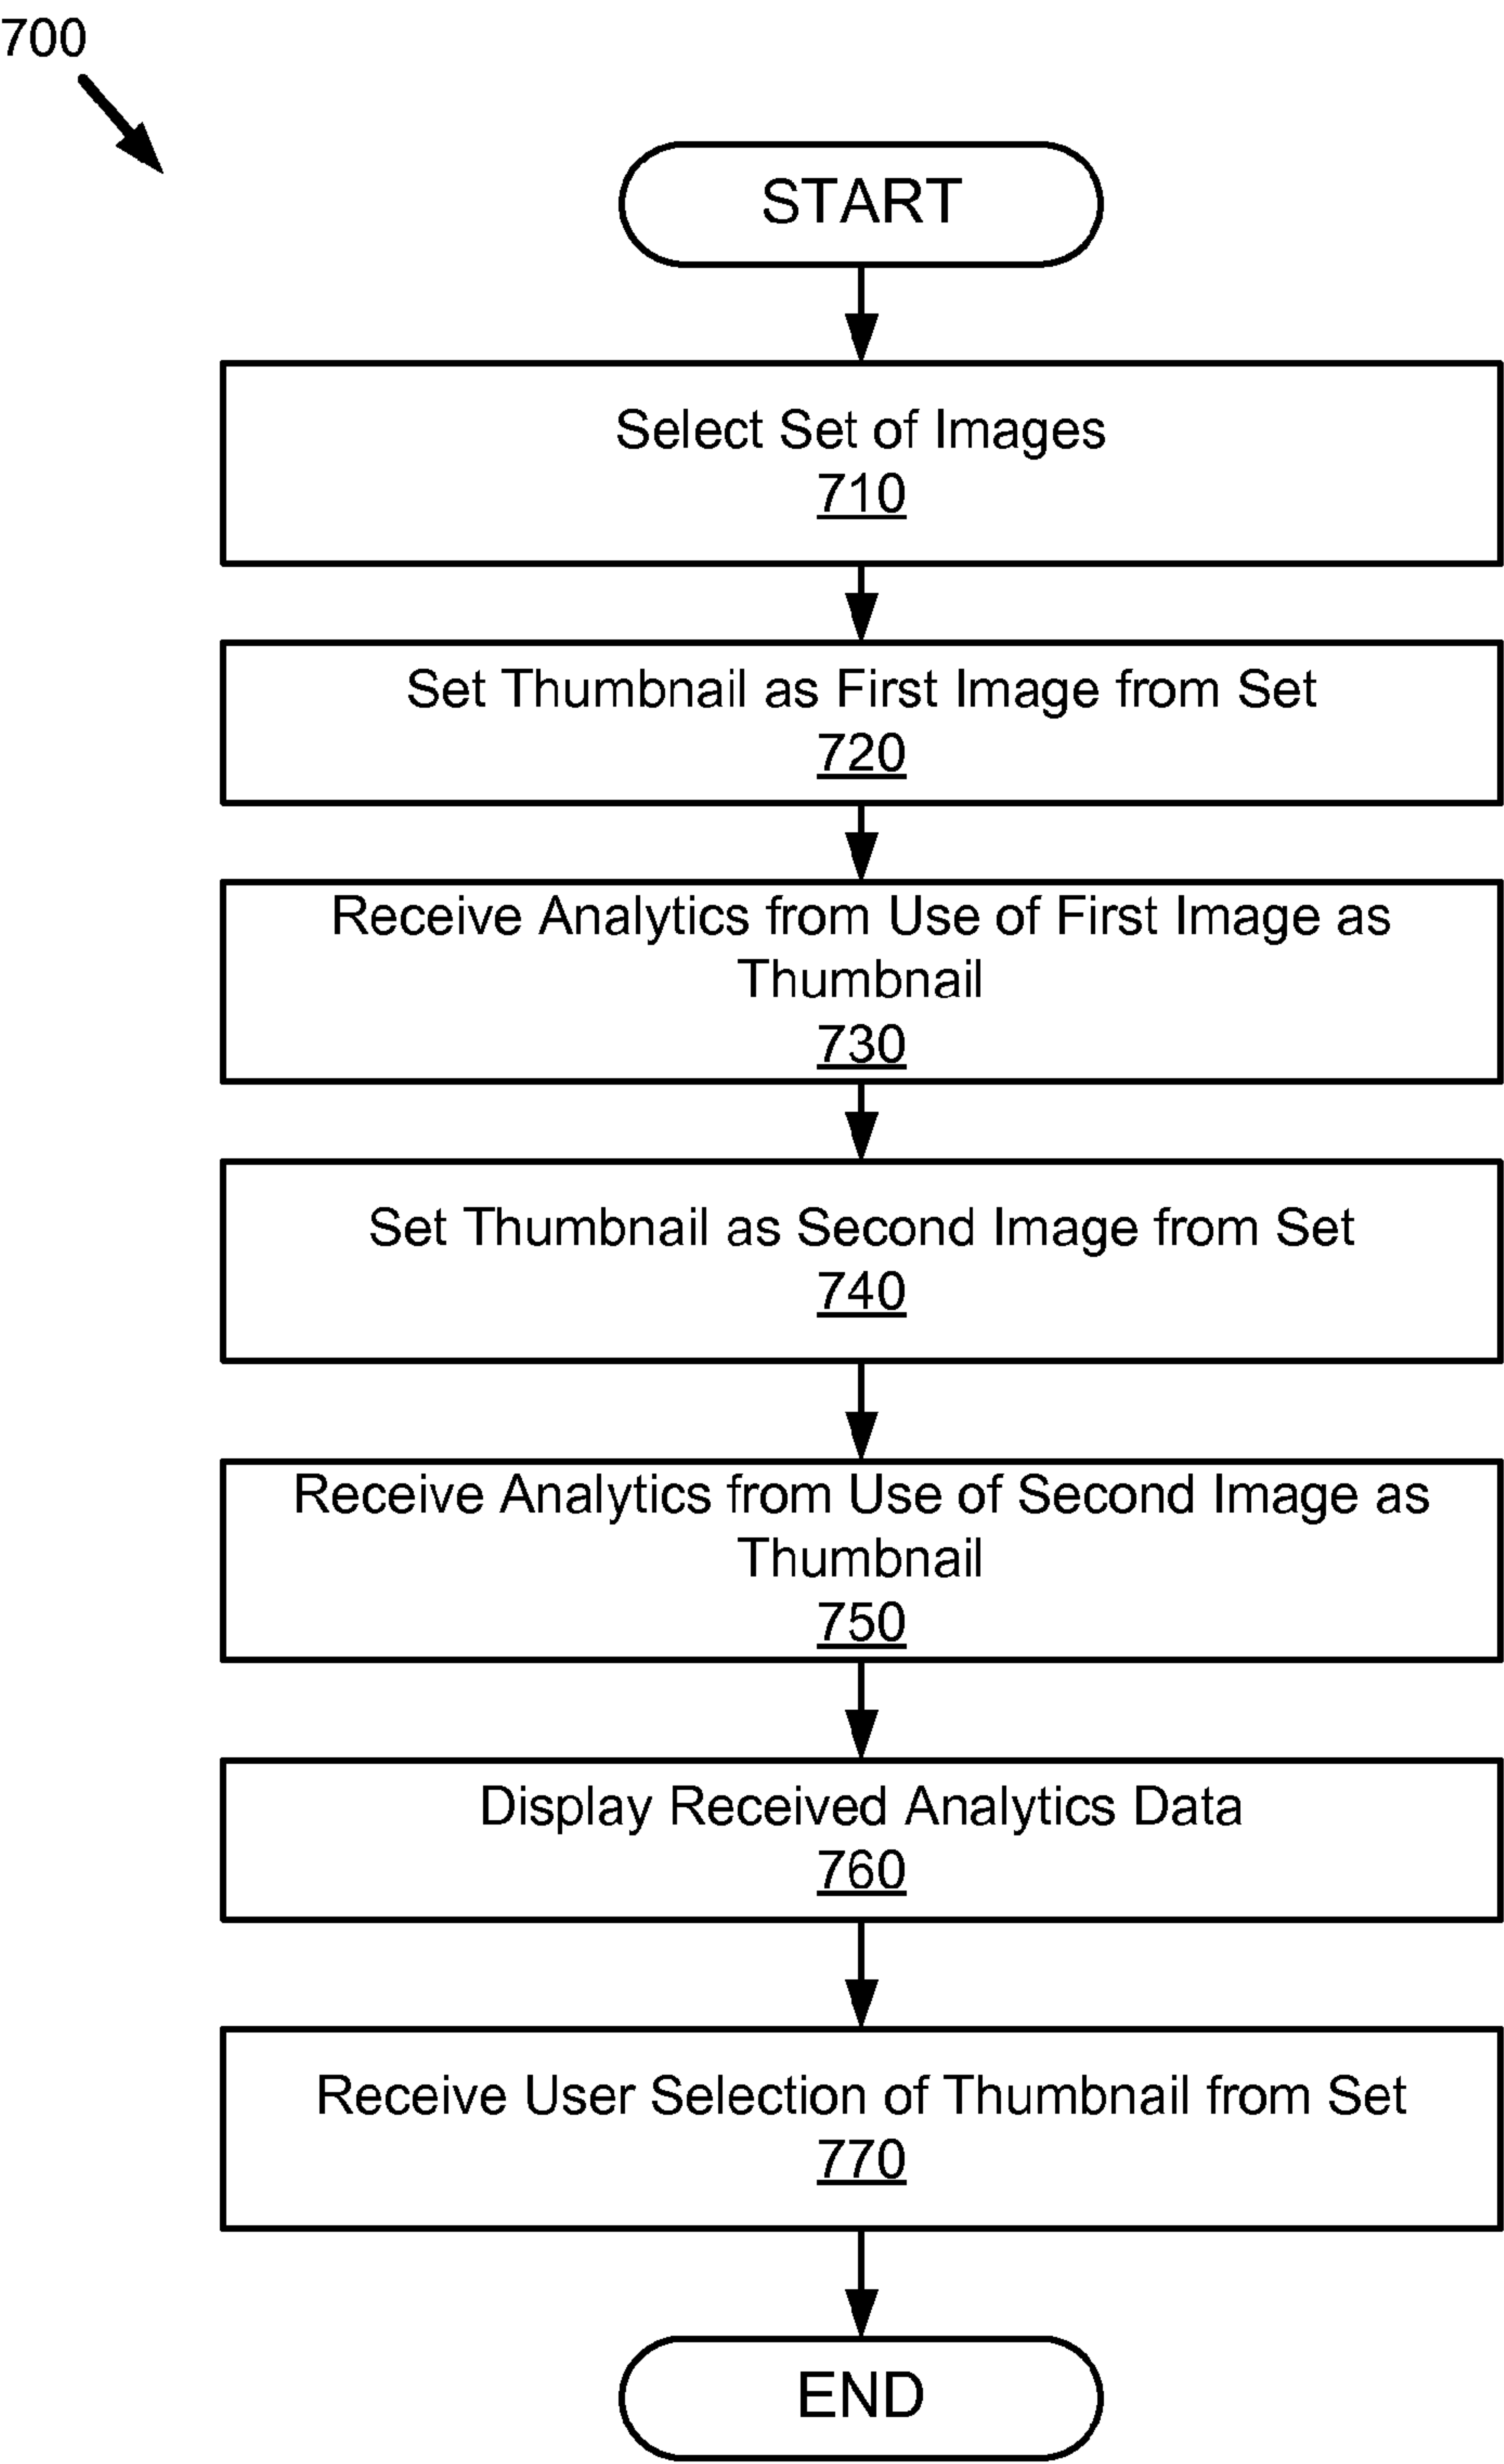 700
START
Select Set of Images
710
Set Thumbnail as First Image from Set
720
Receive Analytics from Use of First Image as
Thumbnail
730
Set Thumbnail as Second Image from Set
740
Receive Analytics from Use of Second Image as
Thumbnail
750
Display Received Analytics Data
760
Receive User Selection of Thumbnail from Set
770
END